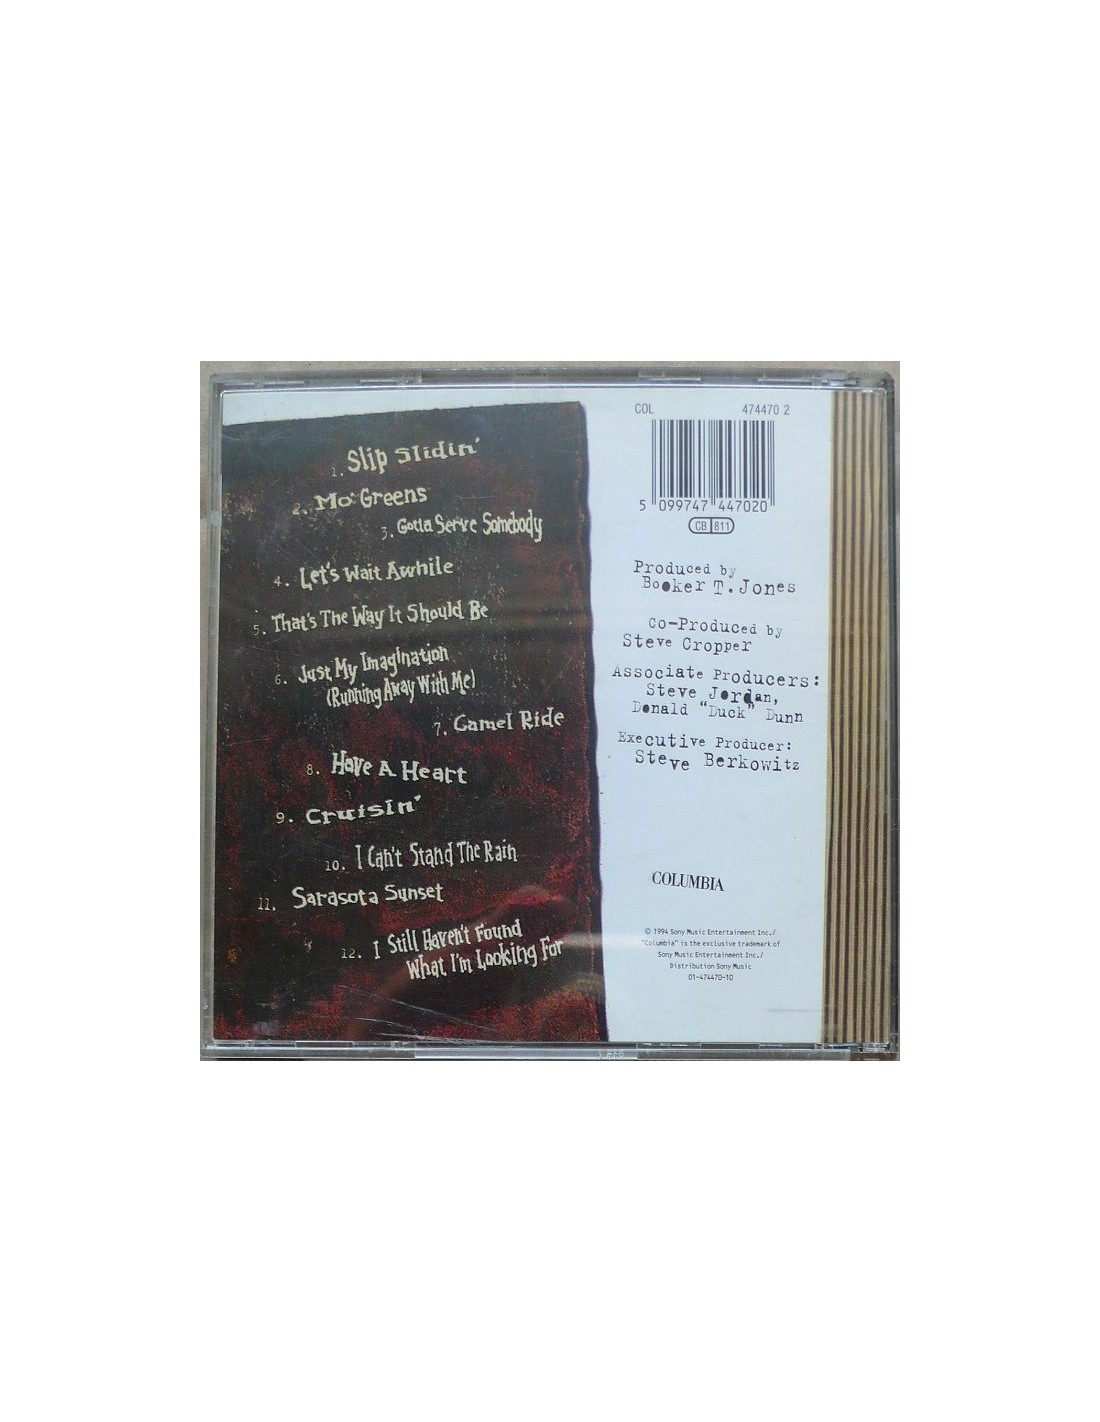 1. Slip Slidin'
2. Mo' Greens
3. Gotta Serve Somebody
4. Let's Wait Awhile
5. That's The Way It Should Be
6. Just My Imagination
(Running Away With Me)
7. Camel Ride
8. Have A Heart
9. Cruisin'
10. I Can't Stand The Rain
11. Sarasota Sunset
12. I Still Haven't Found
What I'm Looking For
COL 474470 2
5 099747 447020
CB 811
Produced by
Booker T. Jones
Co-Produced by
Steve Cropper
Associate Producers:
Steve Jordan,
Donald "Duck" Dunn
Executive Producer:
Steve Berkowitz
COLUMBIA
© 1994 Sony Music Entertainment Inc./
"Columbia" is the exclusive trademark of
Sony Music Entertainment Inc./
Distribution Sony Music
01-474470-10